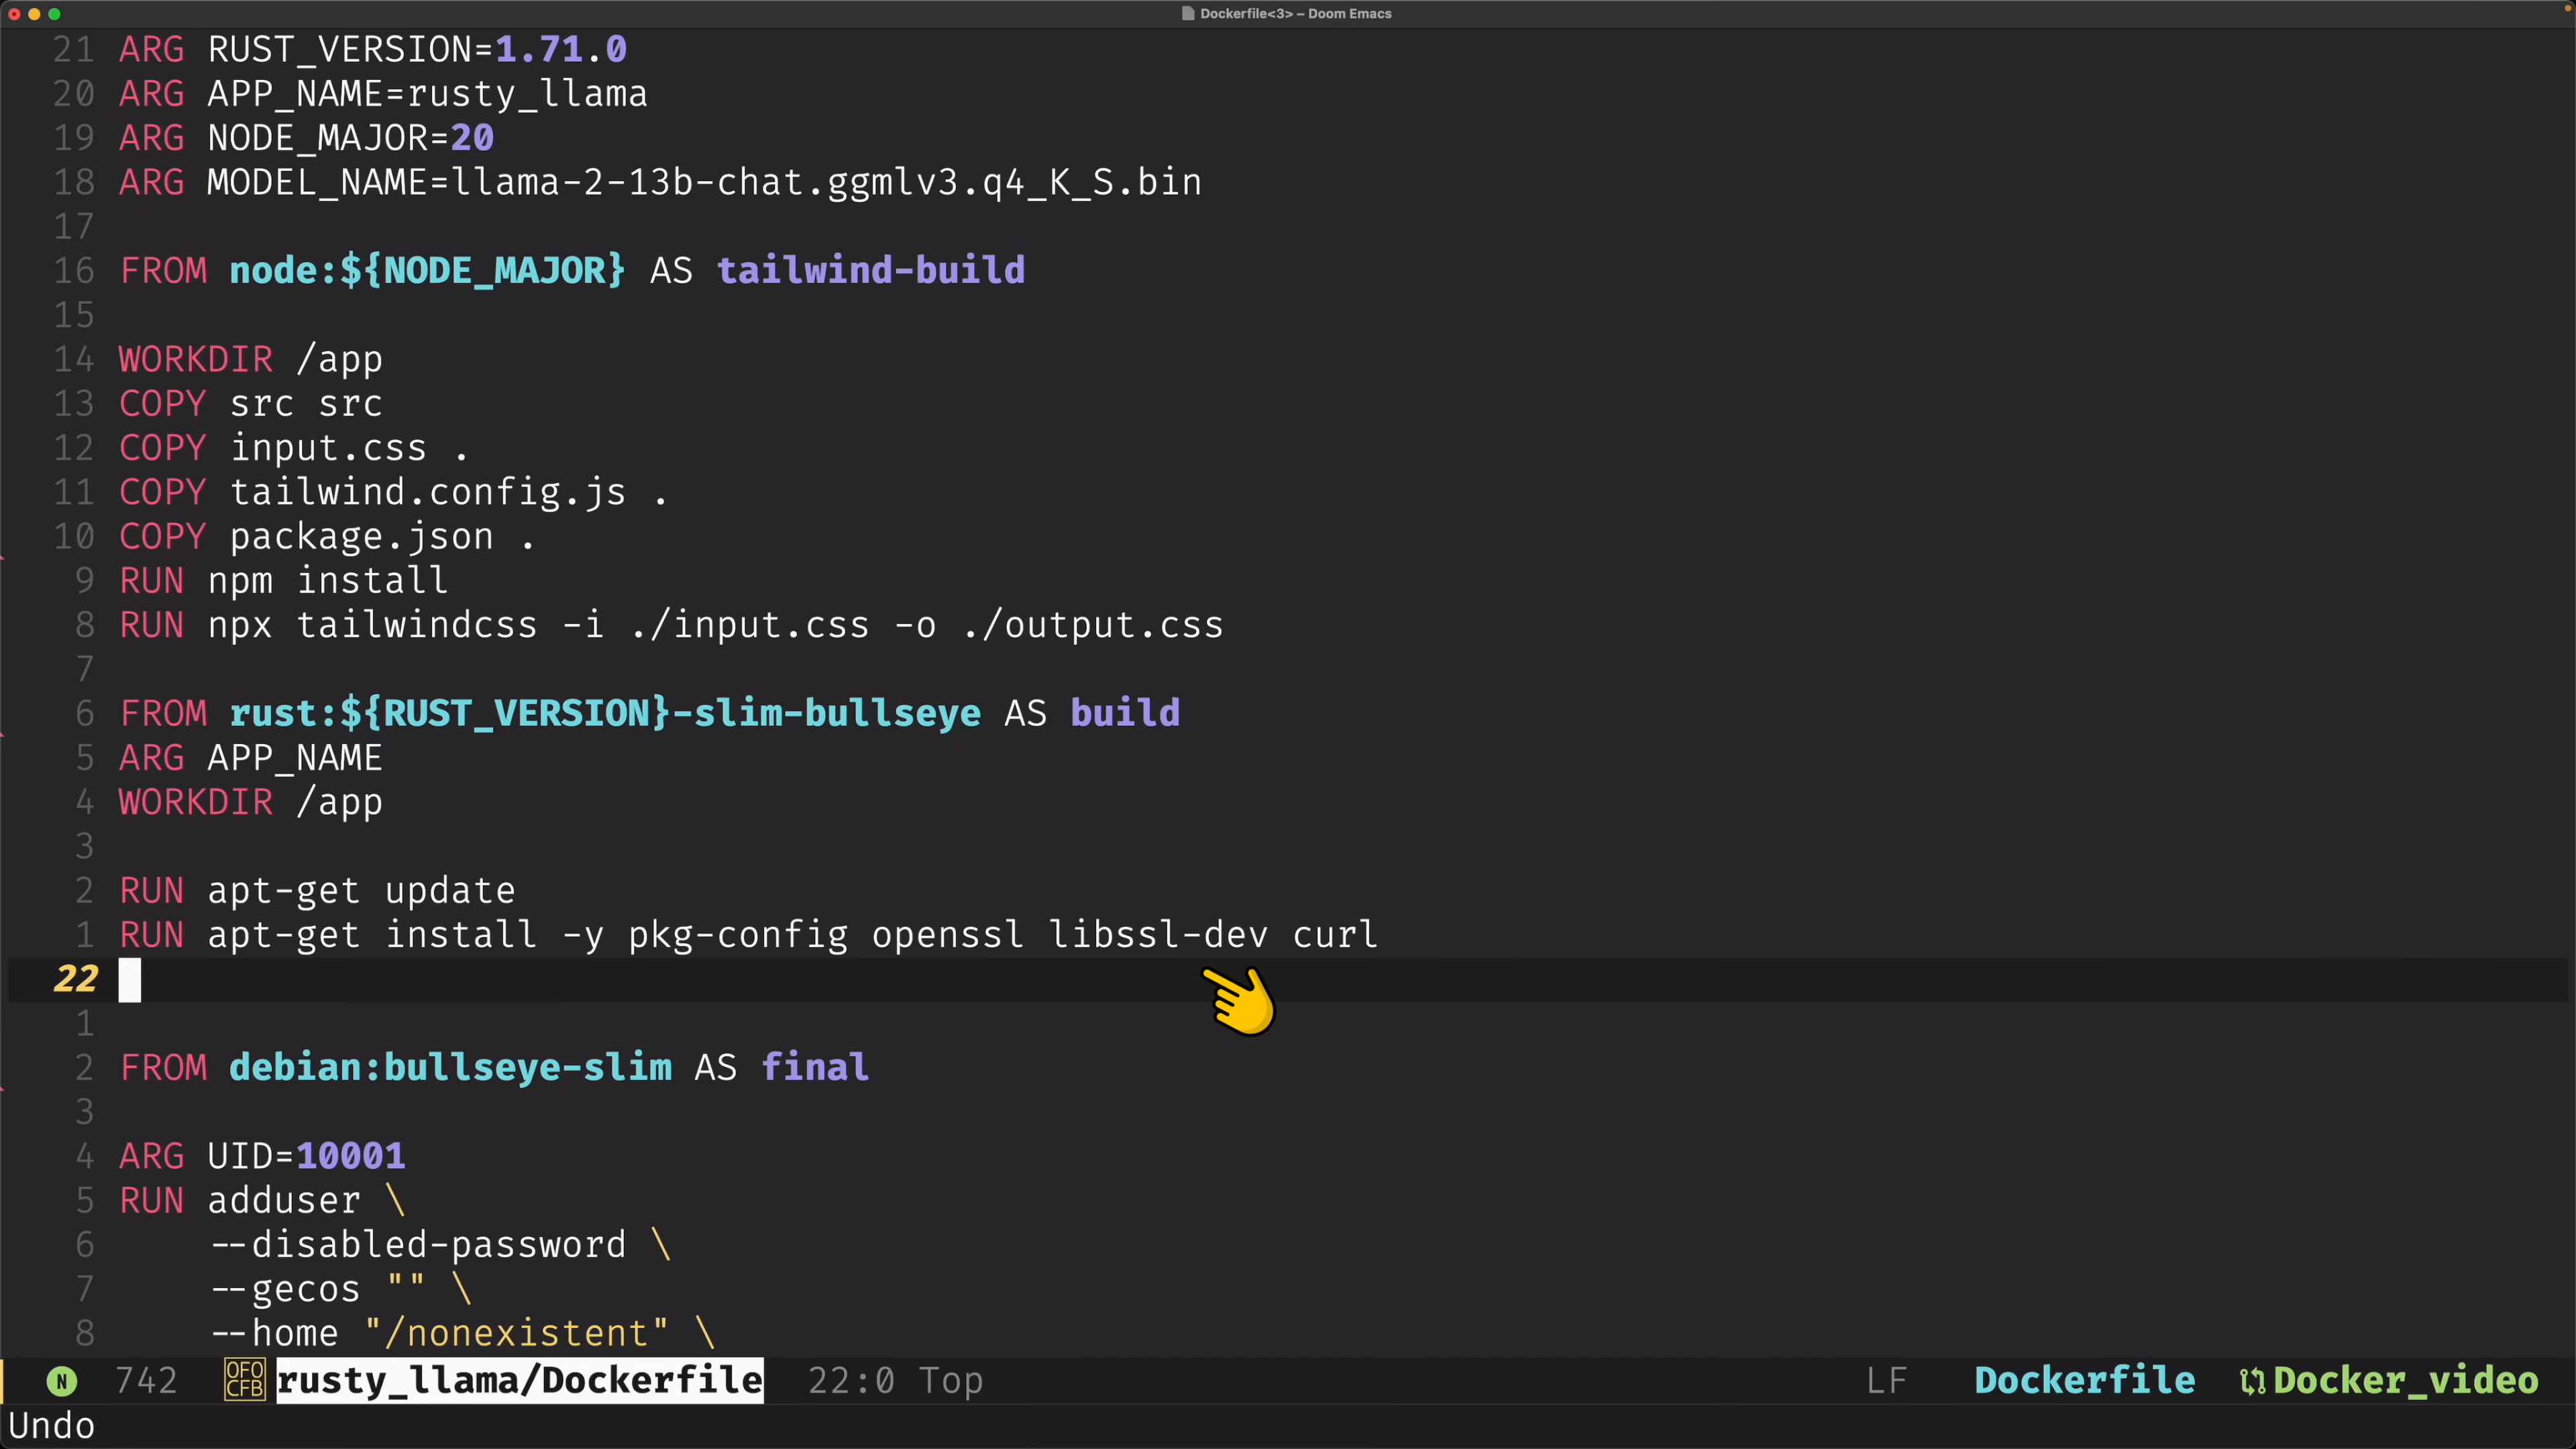 Dockerfile<3> – Doom Emacs
21 ARG RUST_VERSION=1.71.0
20 ARG APP_NAME=rusty_llama
19 ARG NODE_MAJOR=20
18 ARG MODEL_NAME=llama-2-13b-chat.ggmlv3.q4_K_S.bin
17
16 FROM node:${NODE_MAJOR} AS tailwind-build
15
14 WORKDIR /app
13 COPY src src
12 COPY input.css .
11 COPY tailwind.config.js .
10 COPY package.json .
9 RUN npm install
8 RUN npx tailwindcss -i ./input.css -o ./output.css
7
6 FROM rust:${RUST_VERSION}-slim-bullseye AS build
5 ARG APP_NAME
4 WORKDIR /app
3
2 RUN apt-get update
1 RUN apt-get install -y pkg-config openssl libssl-dev curl
22
1
2 FROM debian:bullseye-slim AS final
3
4 ARG UID=10001
5 RUN adduser \
6     --disabled-password \
7     --gecos "" \
8     --home "/nonexistent" \
N 742 0F0CFB rusty_llama/Dockerfile 22:0 Top LF Dockerfile Docker_video
Undo